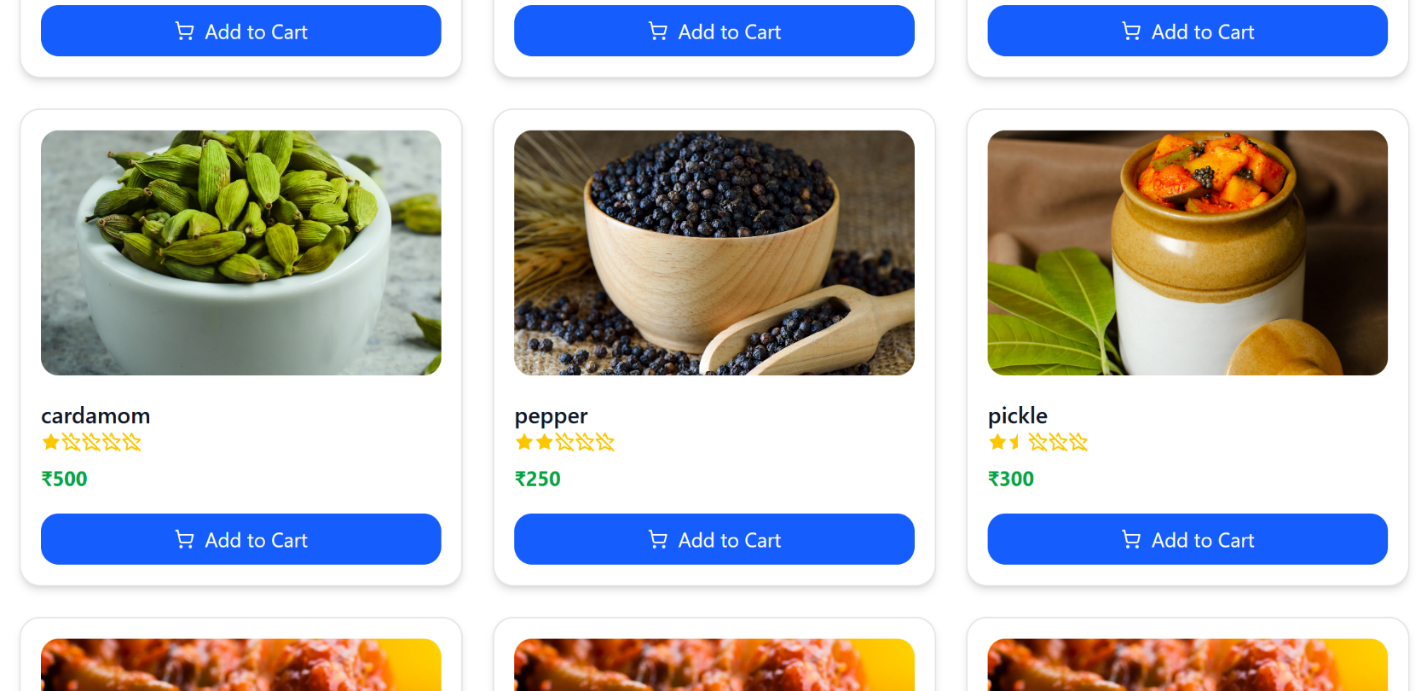 Add to Cart Add to Cart Add to Cart
cardamom pepper pickle
₹500 ₹250 ₹300
Add to Cart Add to Cart Add to Cart